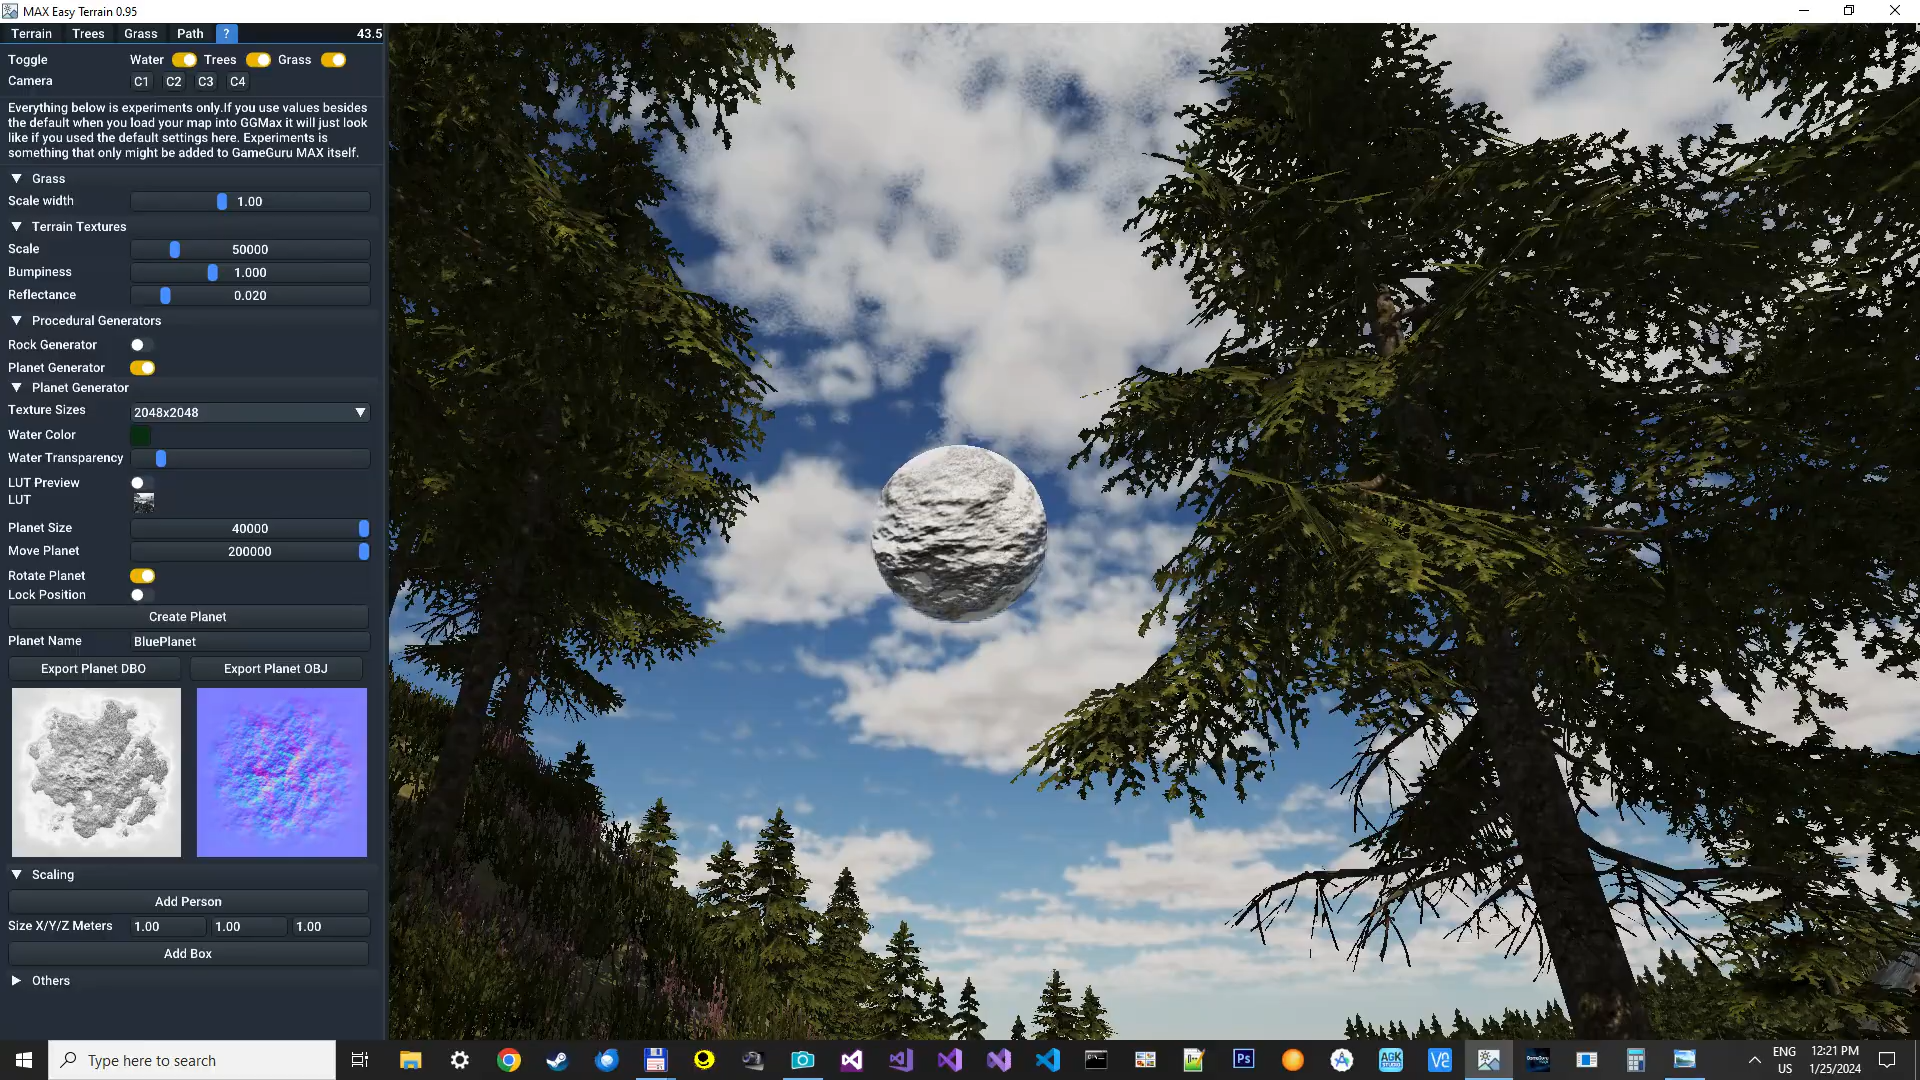 MAX Easy Terrain 0.95
Terrain Trees Grass Path ? 43.5
Toggle Water Trees Grass
Camera C1 C2 C3 C4
Everything below is experiments only.If you use values besides
the default when you load your map into GGMax it will just look
like if you used the default settings here. Experiments is
something that only might be added to GameGuru MAX itself.
Grass
Scale width 1.00
Terrain Textures
Scale 50000
Bumpiness 1.000
Reflectance 0.020
Procedural Generators
Rock Generator
Planet Generator
Planet Generator
Texture Sizes 2048x2048
Water Color
Water Transparency
LUT Preview
LUT
Planet Size 40000
Move Planet 200000
Rotate Planet
Lock Position
Create Planet
Planet Name BluePlanet
Export Planet DBO Export Planet OBJ
Scaling
Add Person
Size X/Y/Z Meters 1.00 1.00 1.00
Add Box
Others
Type here to search
Ps
AGK
STUDIO
ENG
US
12:21 PM
1/25/2024